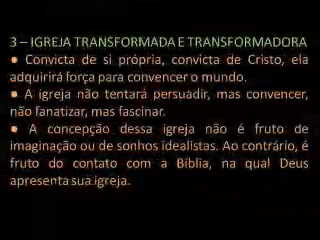 3 – IGREJA TRANSFORMADA E TRANSFORMADORA
● Convicta de si própria, convicta de Cristo, ela
adquirirá força para convencer o mundo.
● A igreja não tentará persuadir, mas convencer,
não fanatizar, mas fascinar.
● A concepção dessa igreja não é fruto de
imaginação ou de sonhos idealistas. Ao contrário, é
fruto do contato com a Bíblia, na qual Deus
apresenta sua igreja.